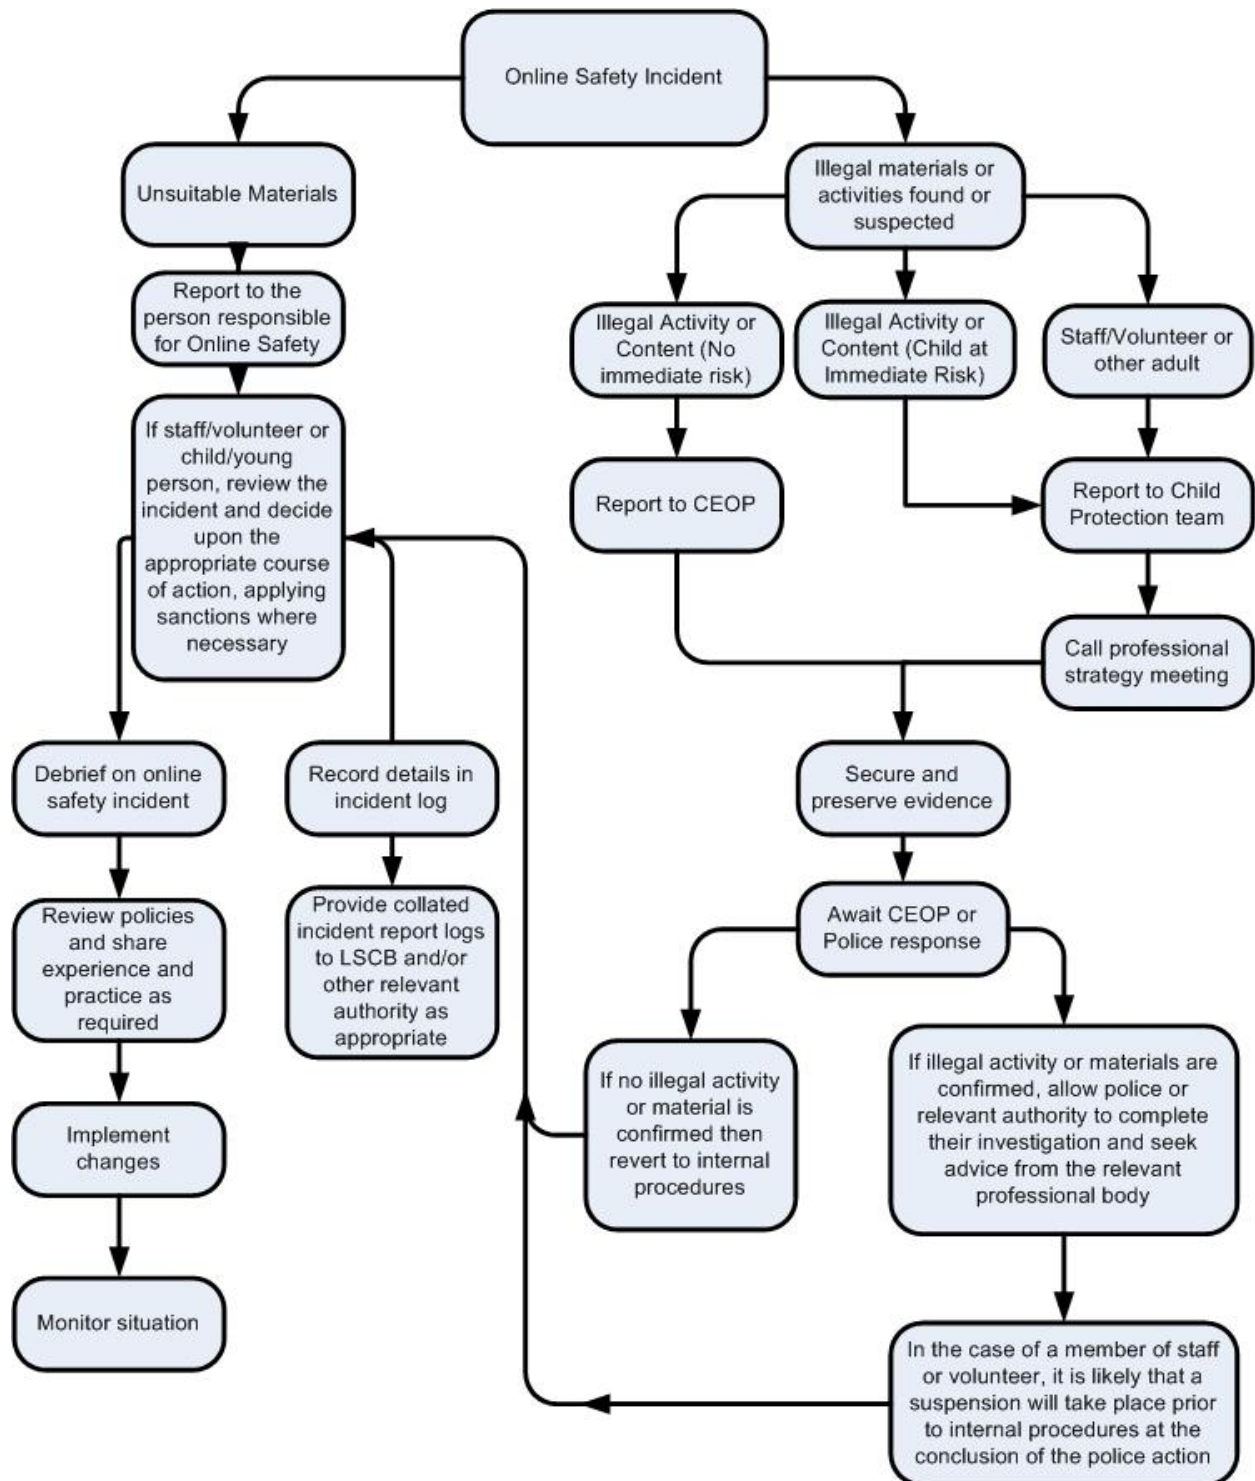 Online Safety Incident
Unsuitable Materials
Illegal materials or
activities found or
suspected
Report to the
person responsible
for Online Safety
Illegal Activity or
Content (No
immediate risk)
Illegal Activity or
Content (Child at
Immediate Risk)
Staff/Volunteer or
other adult
If staff/volunteer or
child/young
person, review the
incident and decide
upon the
appropriate course
of action, applying
sanctions where
necessary
Report to CEOP
Report to Child
Protection team
Call professional
strategy meeting
Debrief on online
safety incident
Record details in
incident log
Secure and
preserve evidence
Review policies
and share
experience and
practice as
required
Provide collated
incident report logs
to LSCB and/or
other relevant
authority as
appropriate
Await CEOP or
Police response
If no illegal activity
or material is
confirmed then
revert to internal
procedures
If illegal activity or materials are
confirmed, allow police or
relevant authority to complete
their investigation and seek
advice from the relevant
professional body
Implement
changes
Monitor situation
In the case of a member of staff
or volunteer, it is likely that a
suspension will take place prior
to internal procedures at the
conclusion of the police action